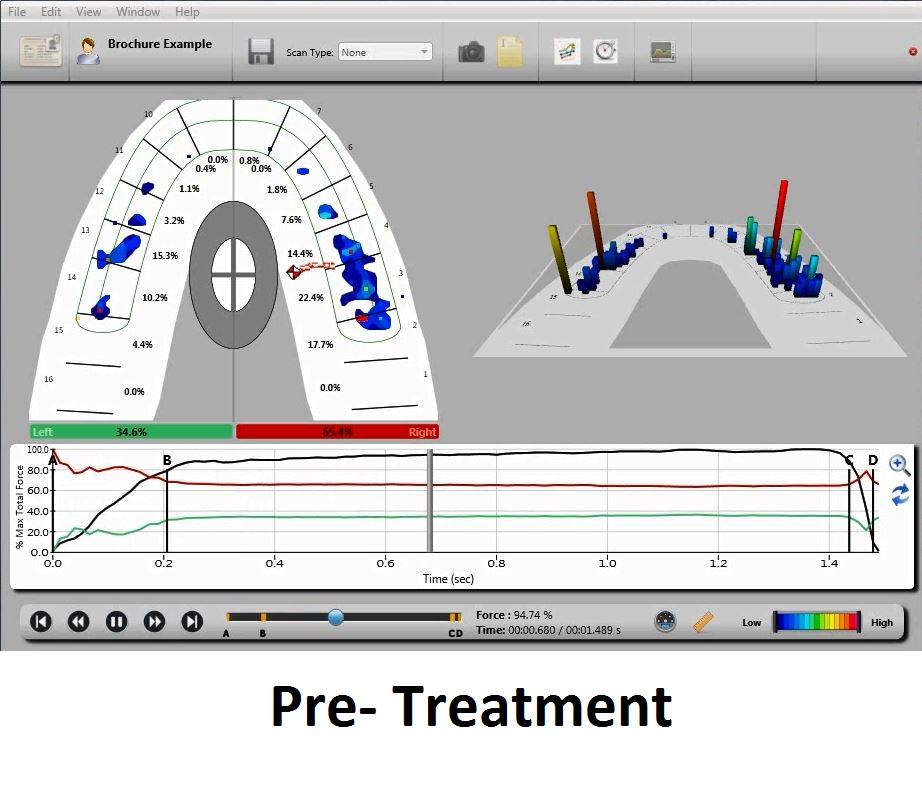 File Edit View Window Help
Brochure Example
Scan Type: None
10
7
11
6
12
5
13
4
14
3
15
2
16
1
0.0% 0.8%
0.4% 0.0%
1.1% 1.8%
3.2% 7.6%
15.3% 14.4%
10.2% 22.4%
4.4% 17.7%
0.0% 0.0%
15
16
2
Left 34.6% 65.4% Right
% Max Total Force
100.0
80.0
60.0
40.0
20.0
0.0
A B C D
0.0 0.2 0.4 0.6 0.8 1.0 1.2 1.4
Time (sec)
A B CD
Force : 94.74 %
Time: 00:00.680 / 00:01.489 s
Low High
Pre- Treatment